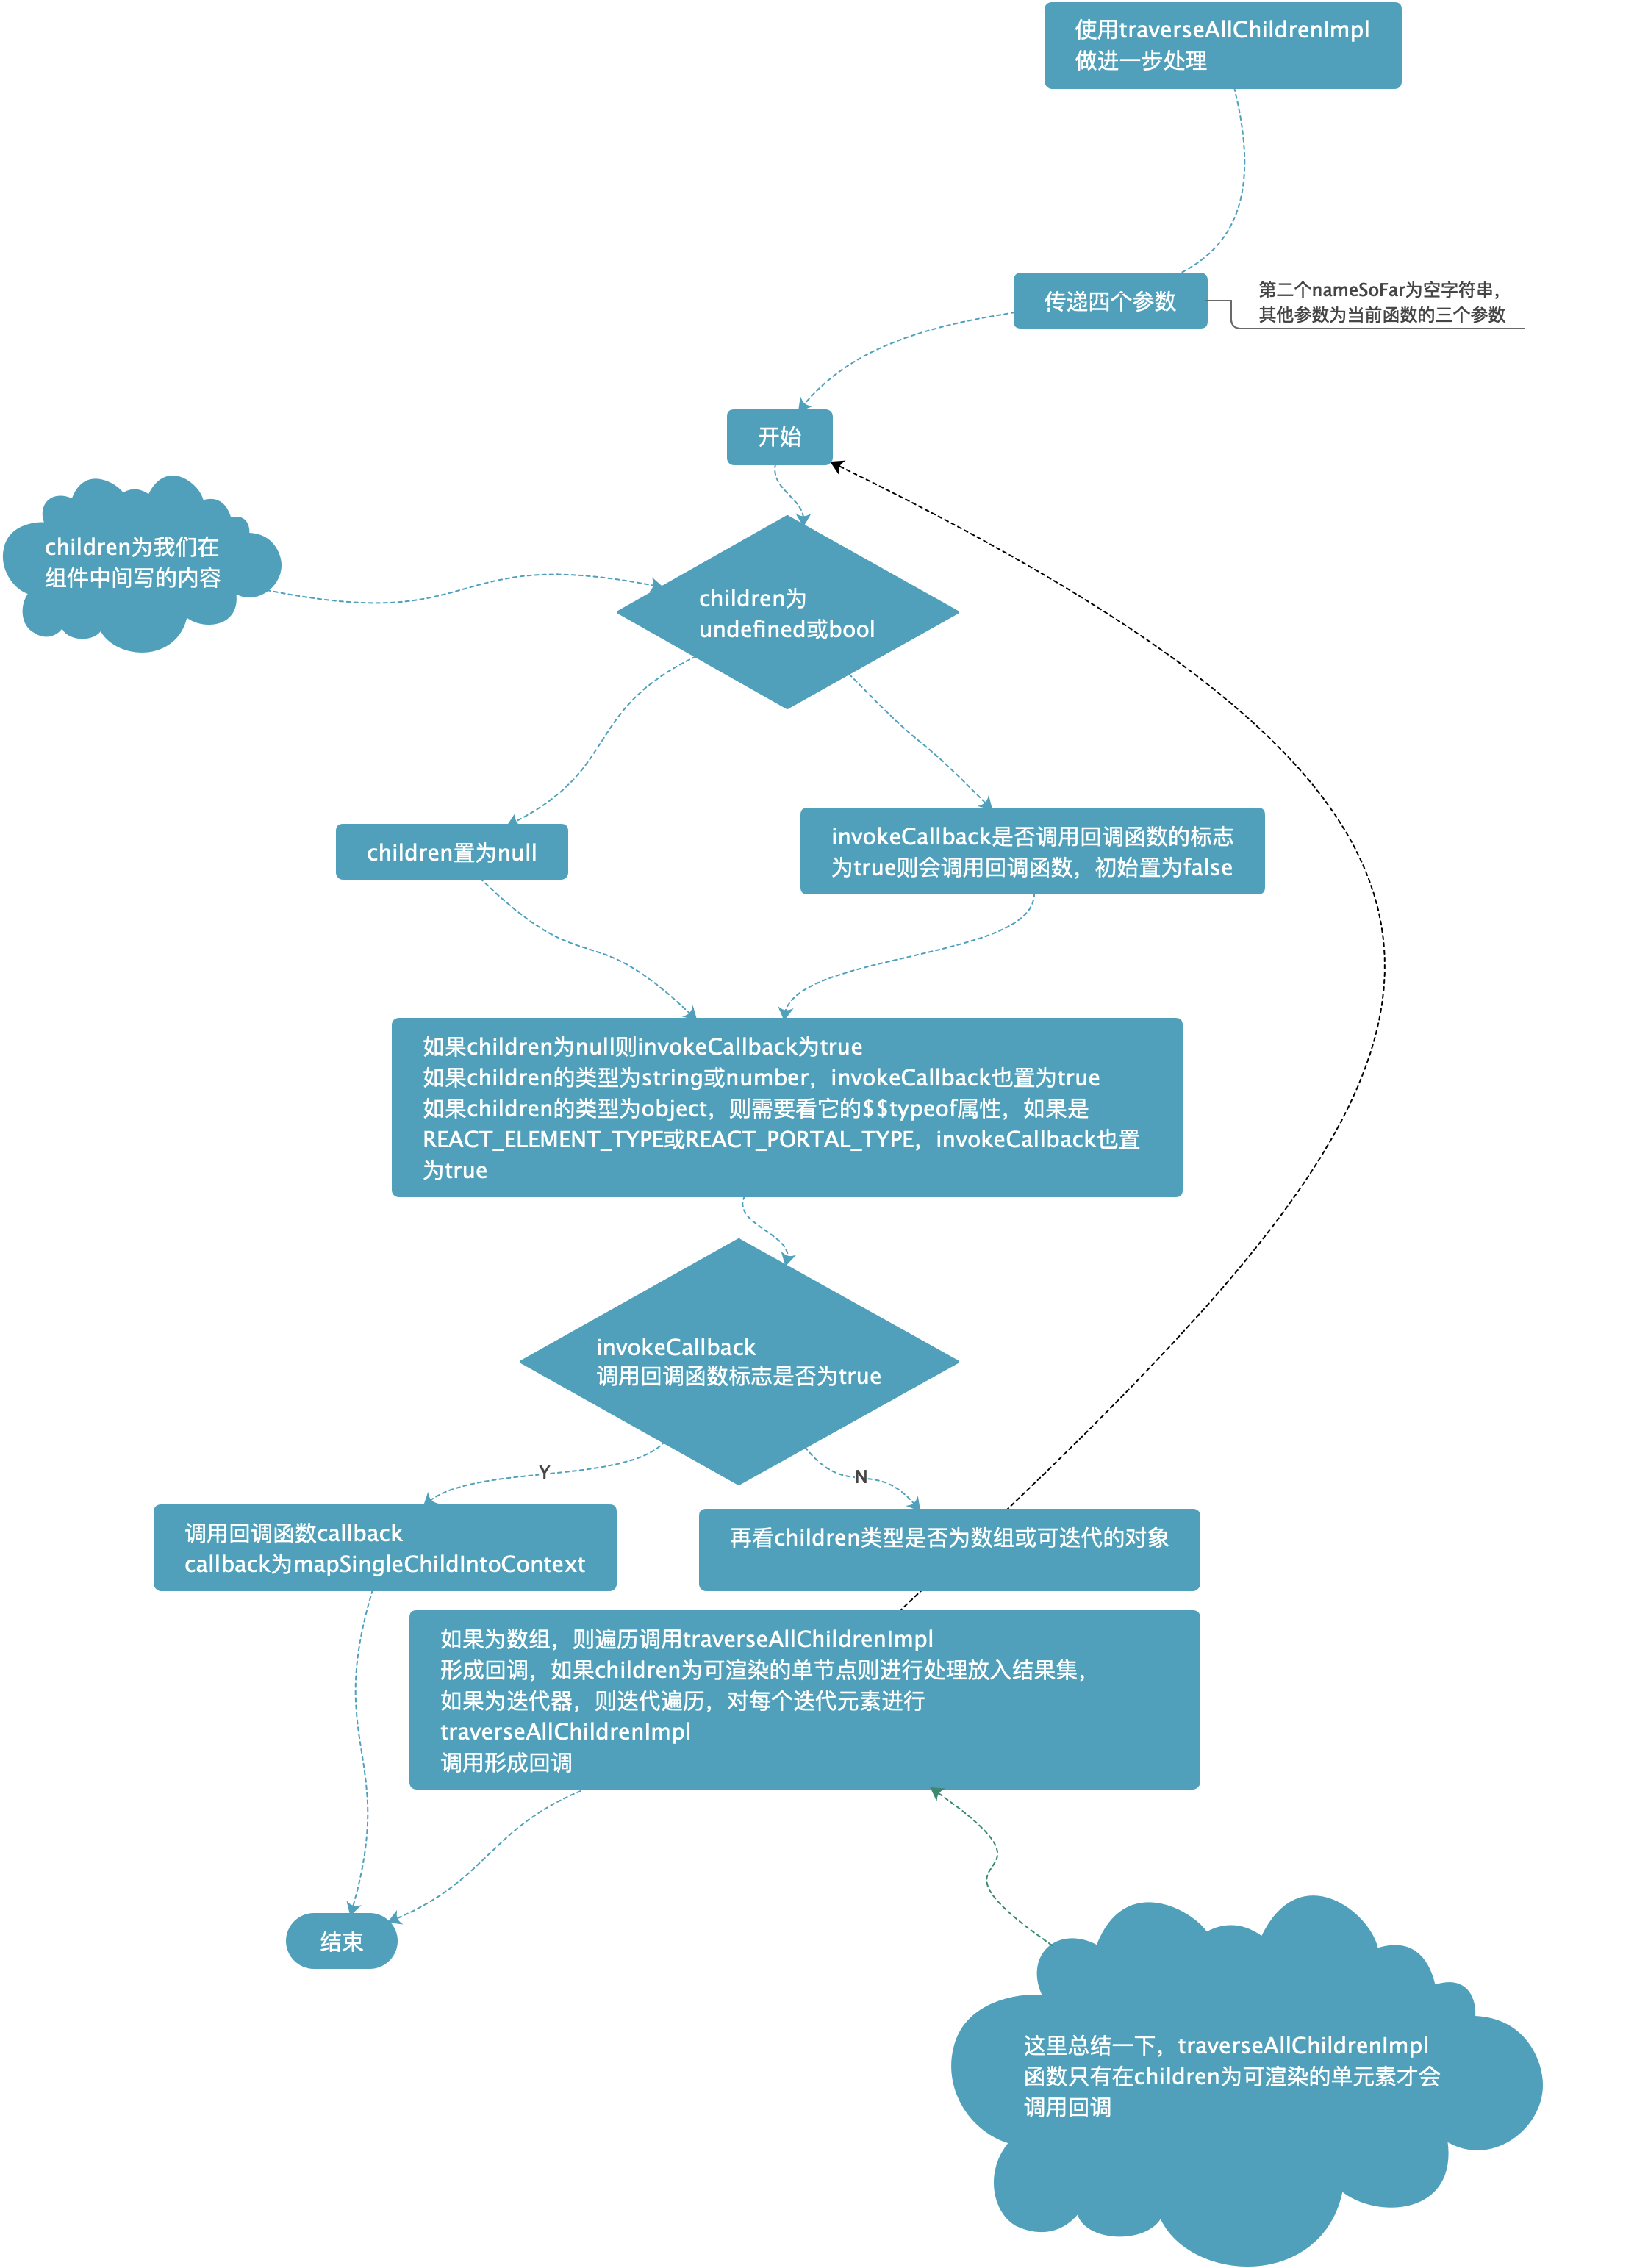 使用traverseAllChildrenImpl
做进一步处理
传递四个参数
第二个nameSoFar为空字符串，
其他参数为当前函数的三个参数
开始
children为我们在
组件中间写的内容
children为
undefined或bool
children置为null
invokeCallback是否调用回调函数的标志
为true则会调用回调函数，初始置为false
如果children为null则invokeCallback为true
如果children的类型为string或number，invokeCallback也置为true
如果children的类型为object，则需要看它的$$typeof属性，如果是
REACT_ELEMENT_TYPE或REACT_PORTAL_TYPE，invokeCallback也置
为true
invokeCallback
调用回调函数标志是否为true
Y
N
调用回调函数callback
callback为mapSingleChildIntoContext
再看children类型是否为数组或可迭代的对象
如果为数组，则遍历调用traverseAllChildrenImpl
形成回调，如果children为可渲染的单节点则进行处理放入结果集，
如果为迭代器，则迭代遍历，对每个迭代元素进行
traverseAllChildrenImpl
调用形成回调
结束
这里总结一下，traverseAllChildrenImpl
函数只有在children为可渲染的单元素才会
调用回调